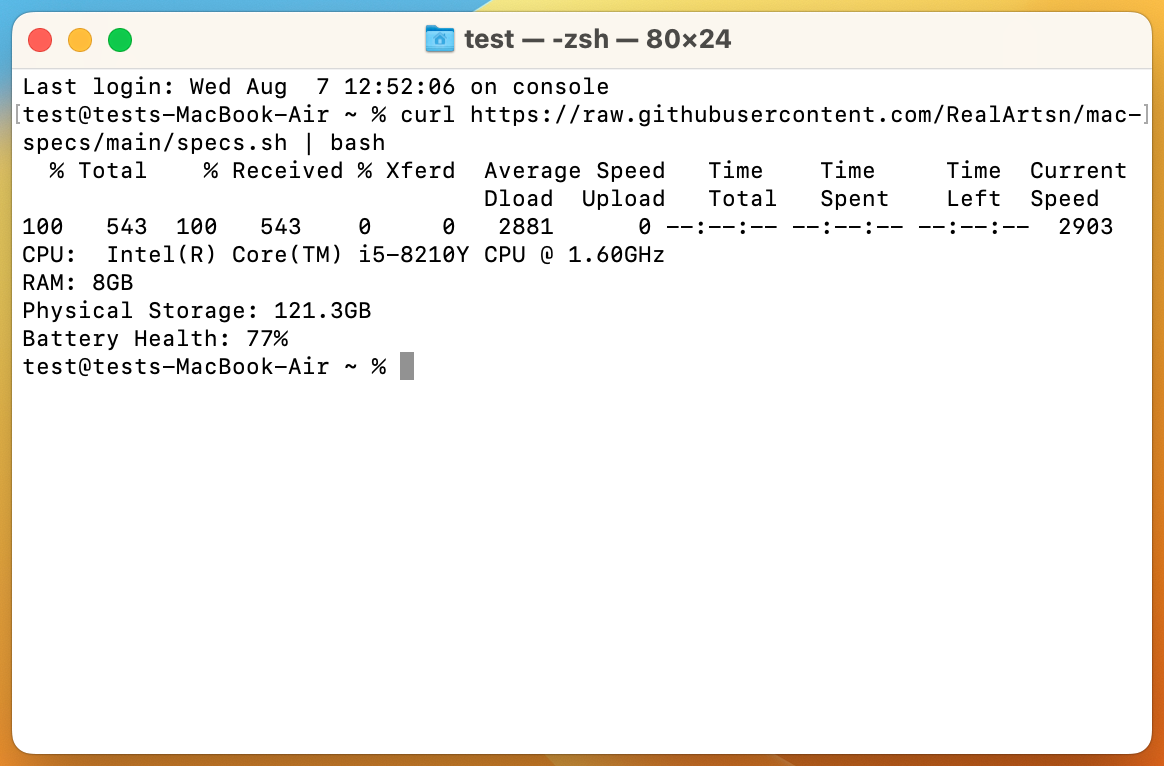 test — -zsh — 80×24
Last login: Wed Aug  7 12:52:06 on console
[test@tests-MacBook-Air ~ % curl https://raw.githubusercontent.com/RealArtsn/mac-]
specs/main/specs.sh | bash
  % Total    % Received % Xferd  Average Speed   Time    Time     Time  Current
                                 Dload  Upload   Total   Spent    Left  Speed
100   543  100   543    0     0   2881      0 --:--:-- --:--:-- --:--:--  2903
CPU:  Intel(R) Core(TM) i5-8210Y CPU @ 1.60GHz
RAM: 8GB
Physical Storage: 121.3GB
Battery Health: 77%
test@tests-MacBook-Air ~ %